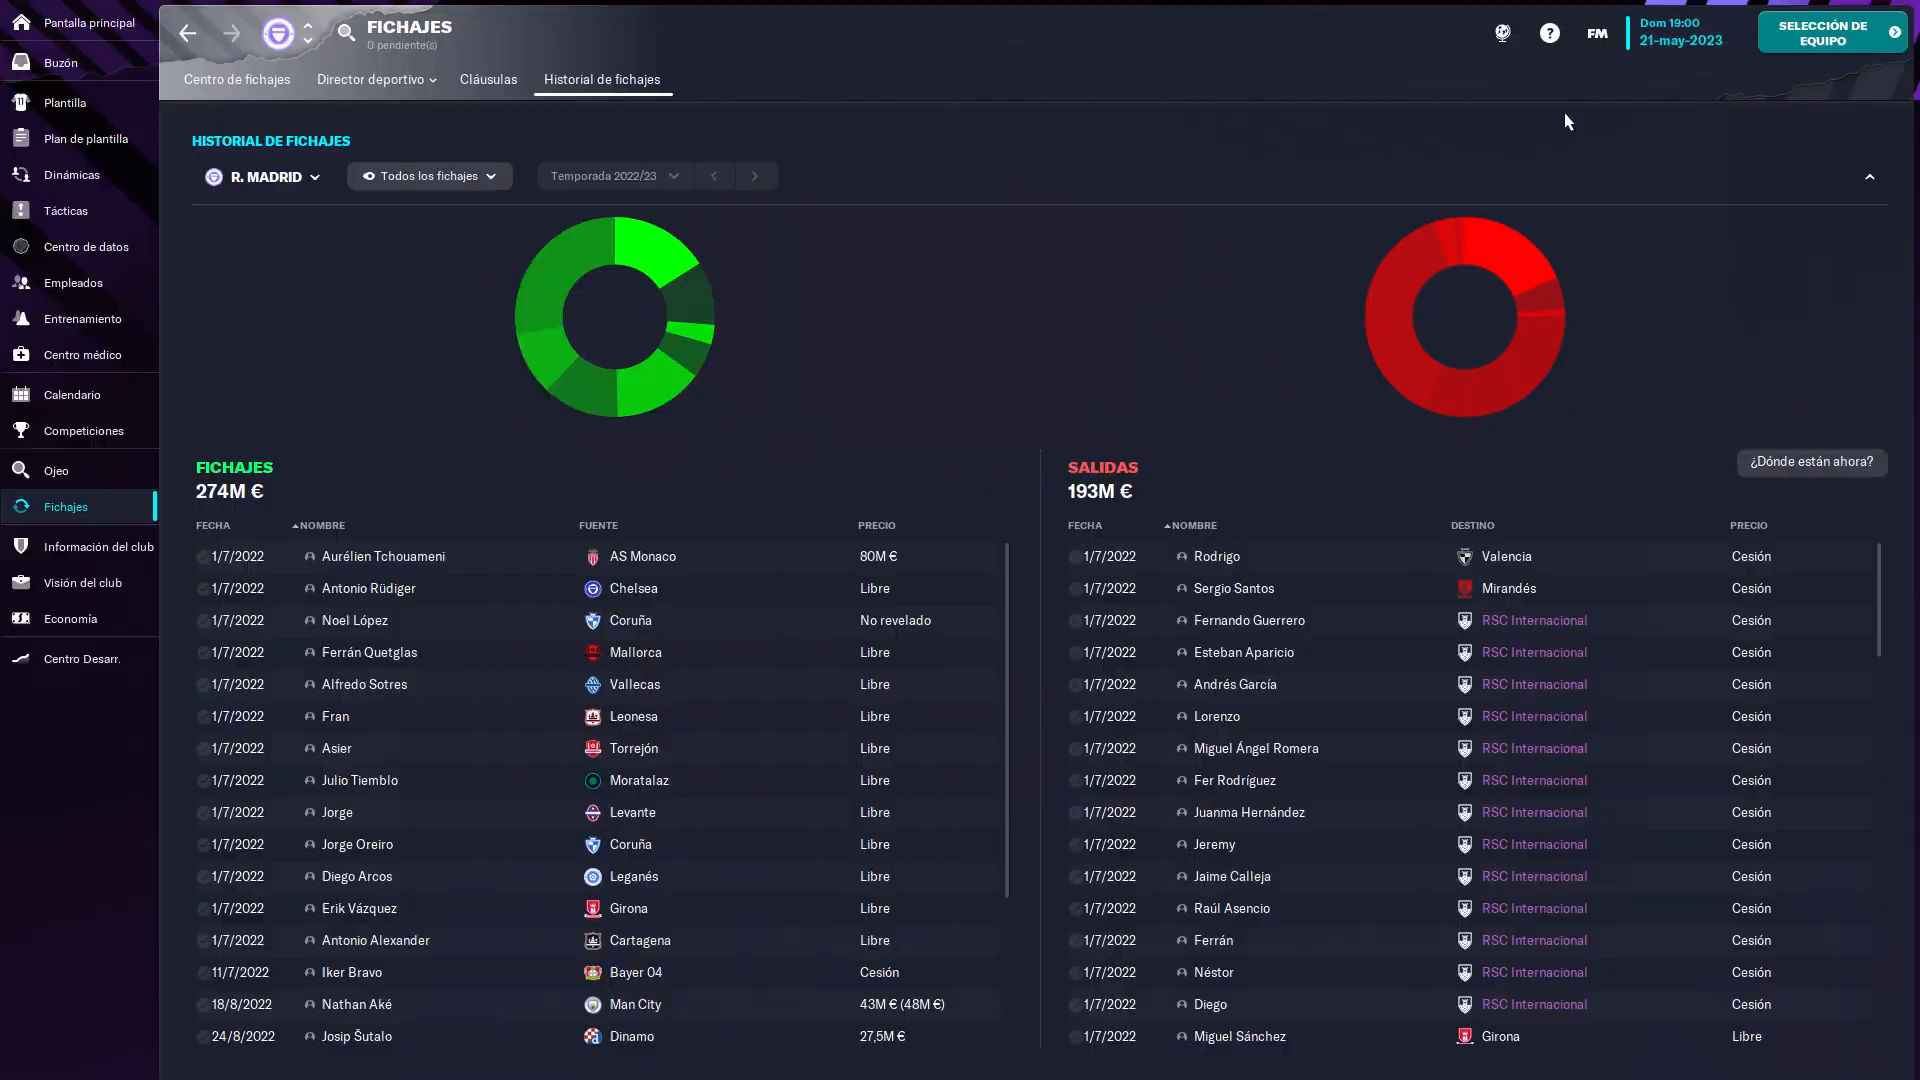 Pantalla principal
Buzón
Plantilla
Plan de plantilla
Dinámicas
Tácticas
Centro de datos
Empleados
Entrenamiento
Centro médico
Calendario
Competiciones
Ojeo
Fichajes
Información del club
Visión del club
Economía
Centro Desarr.
FICHAJES
0 pendiente(s)
FM
Dom 19:00
21-may-2023
SELECCIÓN DE
EQUIPO
Centro de fichajes Director deportivo Cláusulas Historial de fichajes
HISTORIAL DE FICHAJES
R. MADRID Todos los fichajes Temporada 2022/23
FICHAJES
274M €
FECHA NOMBRE FUENTE PRECIO
1/7/2022 Aurélien Tchouameni AS Monaco 80M €
1/7/2022 Antonio Rüdiger Chelsea Libre
1/7/2022 Noel López Coruña No revelado
1/7/2022 Ferrán Quetglas Mallorca Libre
1/7/2022 Alfredo Sotres Vallecas Libre
1/7/2022 Fran Leonesa Libre
1/7/2022 Asier Torrejón Libre
1/7/2022 Julio Tiemblo Moratalaz Libre
1/7/2022 Jorge Levante Libre
1/7/2022 Jorge Oreiro Coruña Libre
1/7/2022 Diego Arcos Leganés Libre
1/7/2022 Erik Vázquez Girona Libre
1/7/2022 Antonio Alexander Cartagena Libre
11/7/2022 Iker Bravo Bayer 04 Cesión
18/8/2022 Nathan Aké Man City 43M € (48M €)
24/8/2022 Josip Šutalo Dinamo 27,5M €
SALIDAS
193M €
¿Dónde están ahora?
FECHA NOMBRE DESTINO PRECIO
1/7/2022 Rodrigo Valencia Cesión
1/7/2022 Sergio Santos Mirandés Cesión
1/7/2022 Fernando Guerrero RSC Internacional Cesión
1/7/2022 Esteban Aparicio RSC Internacional Cesión
1/7/2022 Andrés García RSC Internacional Cesión
1/7/2022 Lorenzo RSC Internacional Cesión
1/7/2022 Miguel Ángel Romera RSC Internacional Cesión
1/7/2022 Fer Rodríguez RSC Internacional Cesión
1/7/2022 Juanma Hernández RSC Internacional Cesión
1/7/2022 Jeremy RSC Internacional Cesión
1/7/2022 Jaime Calleja RSC Internacional Cesión
1/7/2022 Raúl Asencio RSC Internacional Cesión
1/7/2022 Ferrán RSC Internacional Cesión
1/7/2022 Néstor RSC Internacional Cesión
1/7/2022 Diego RSC Internacional Cesión
1/7/2022 Miguel Sánchez Girona Libre